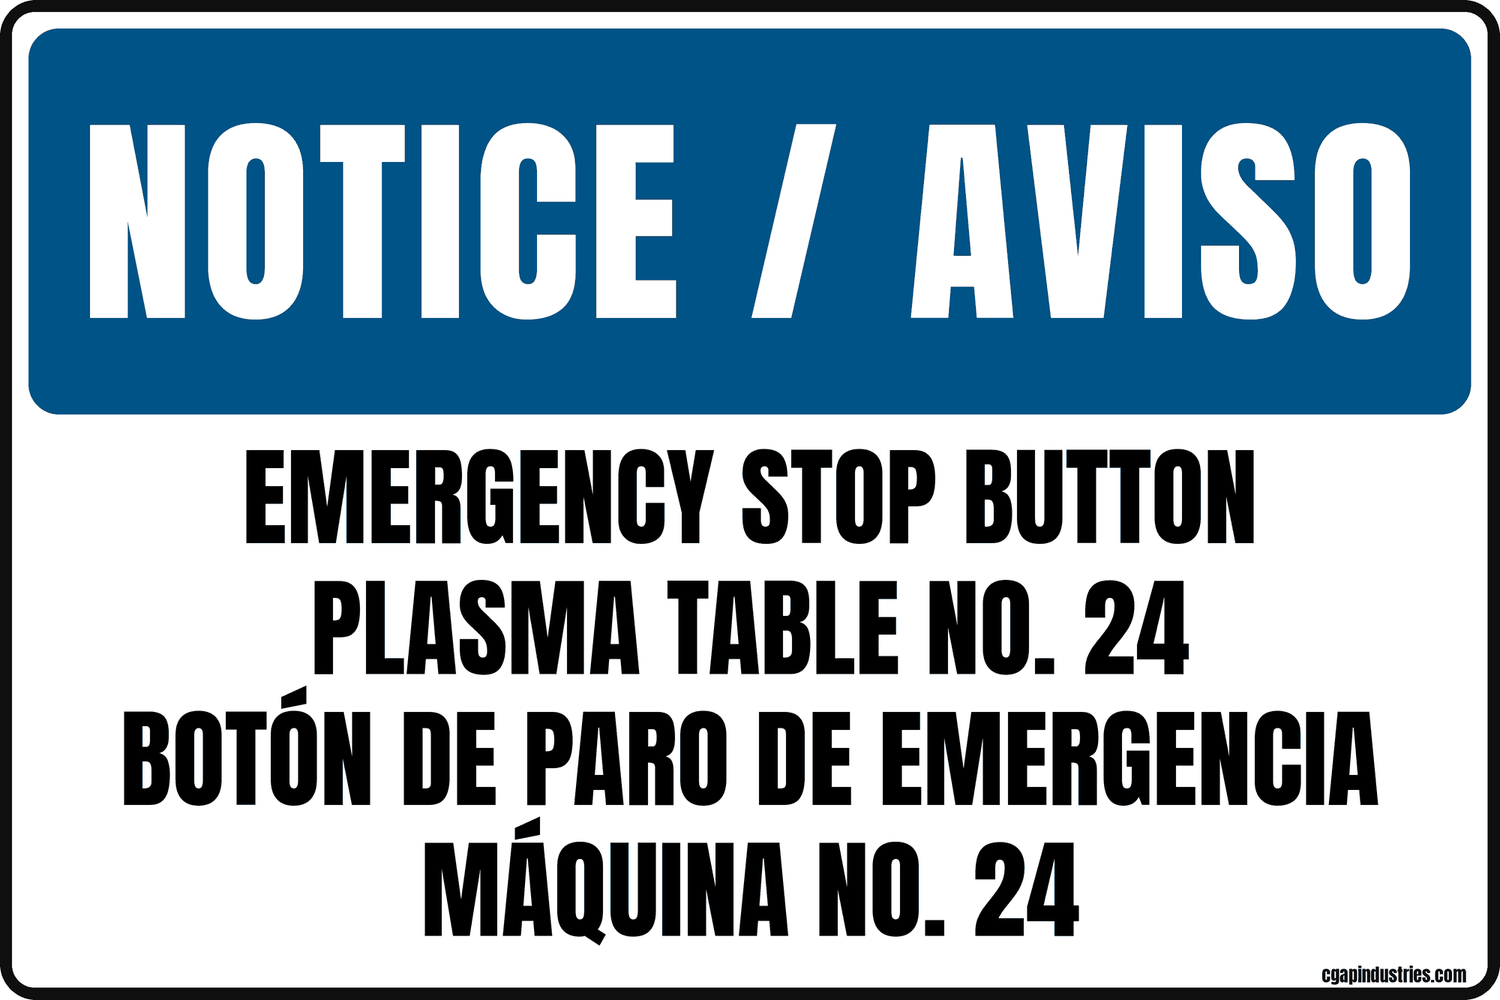 NOTICE / AVISO
EMERGENCY STOP BUTTON
PLASMA TABLE NO. 24
BOTÓN DE PARO DE EMERGENCIA
MÁQUINA NO. 24
cgapindustries.com